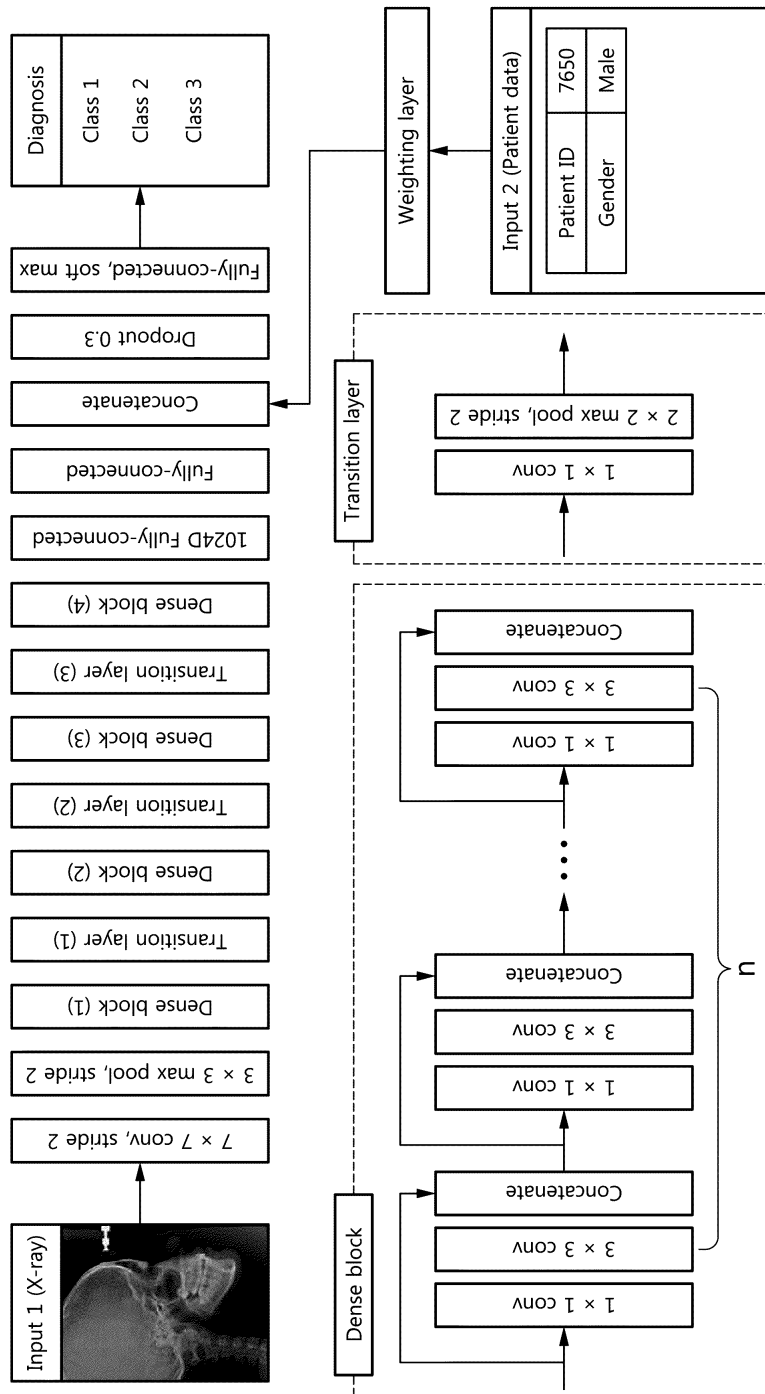 Input 1 (X-ray)
7 × 7 conv, stride 2
3 × 3 max pool, stride 2
Dense block (1)
Transition layer (1)
Dense block (2)
Transition layer (2)
Dense block (3)
Transition layer (3)
Dense block (4)
1024D Fully-connected
Fully-connected
Concatenate
Dropout 0.3
Fully-connected, soft max
Diagnosis
Class 1
Class 2
Class 3
Dense block
1 × 1 conv
3 × 3 conv
Concatenate
1 × 1 conv
3 × 3 conv
Concatenate
1 × 1 conv
3 × 3 conv
Concatenate
n
Transition layer
1 × 1 conv
2 × 2 max pool, stride 2
Weighting layer
Input 2 (Patient data)
Patient ID 7650
Gender Male